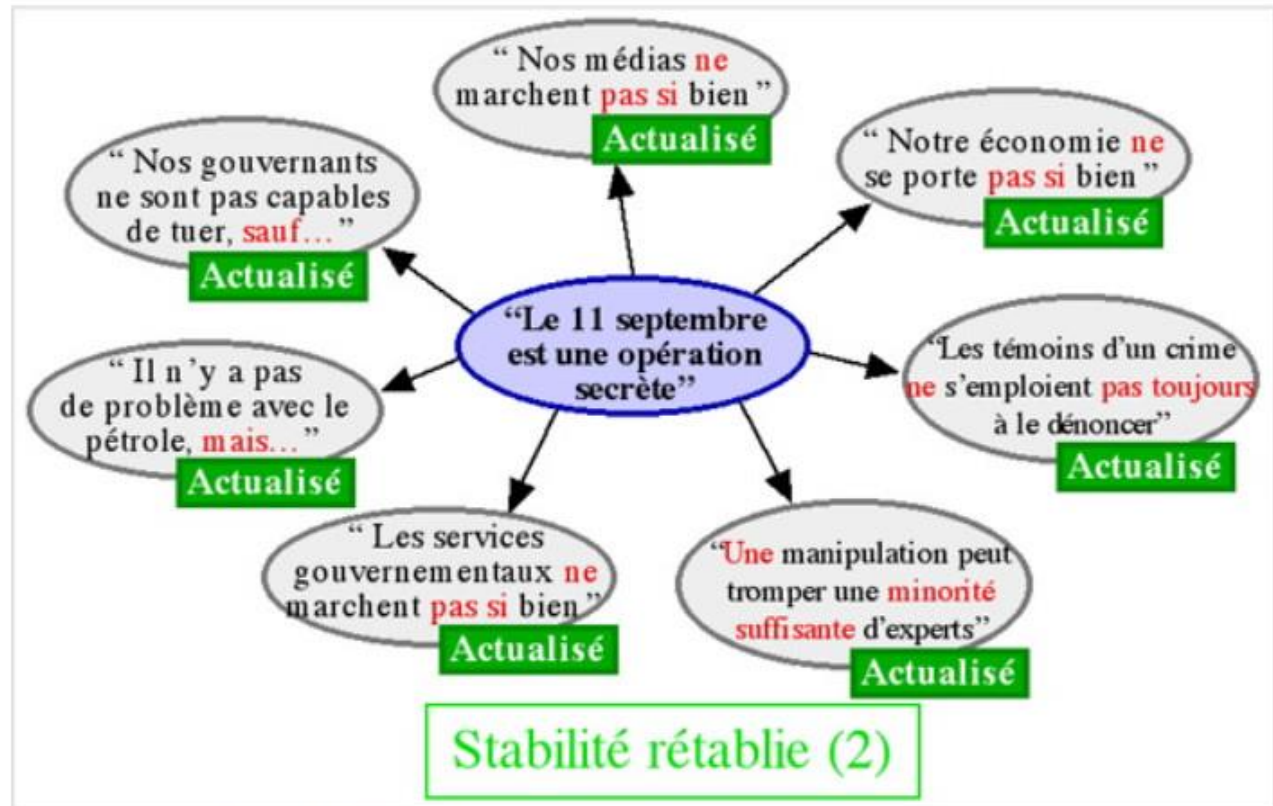 “ Nos médias ne
marchent pas si bien ”
Actualisé
“ Notre économie ne
se porte pas si bien ”
Actualisé
“ Nos gouvernants
ne sont pas capables
de tuer, sauf... ”
Actualisé
“Le 11 septembre
est une opération
secrète”
“Les témoins d’un crime
ne s’emploient pas toujours
à le dénoncer”
Actualisé
“ Il n’y a pas
de problème avec le
pétrole, mais... ”
Actualisé
“ Les services
gouvernementaux ne
marchent pas si bien ”
Actualisé
“Une manipulation peut
tromper une minorité
suffisante d’experts”
Actualisé
Stabilité rétablie (2)